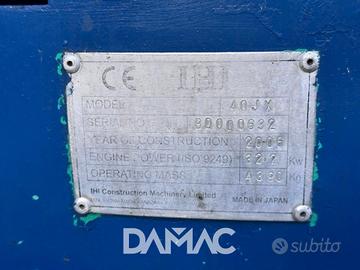 CE IHI
MODEL 40JX
SERIAL NO 80000632
YEAR OF CONSTRUCTION 2006
ENGINE POWER (ISO 9249) 32.2 Kw
OPERATING MASS 4390 KG
IHI Construction Machinery, Limited
MADE IN JAPAN
DAMAC
subito